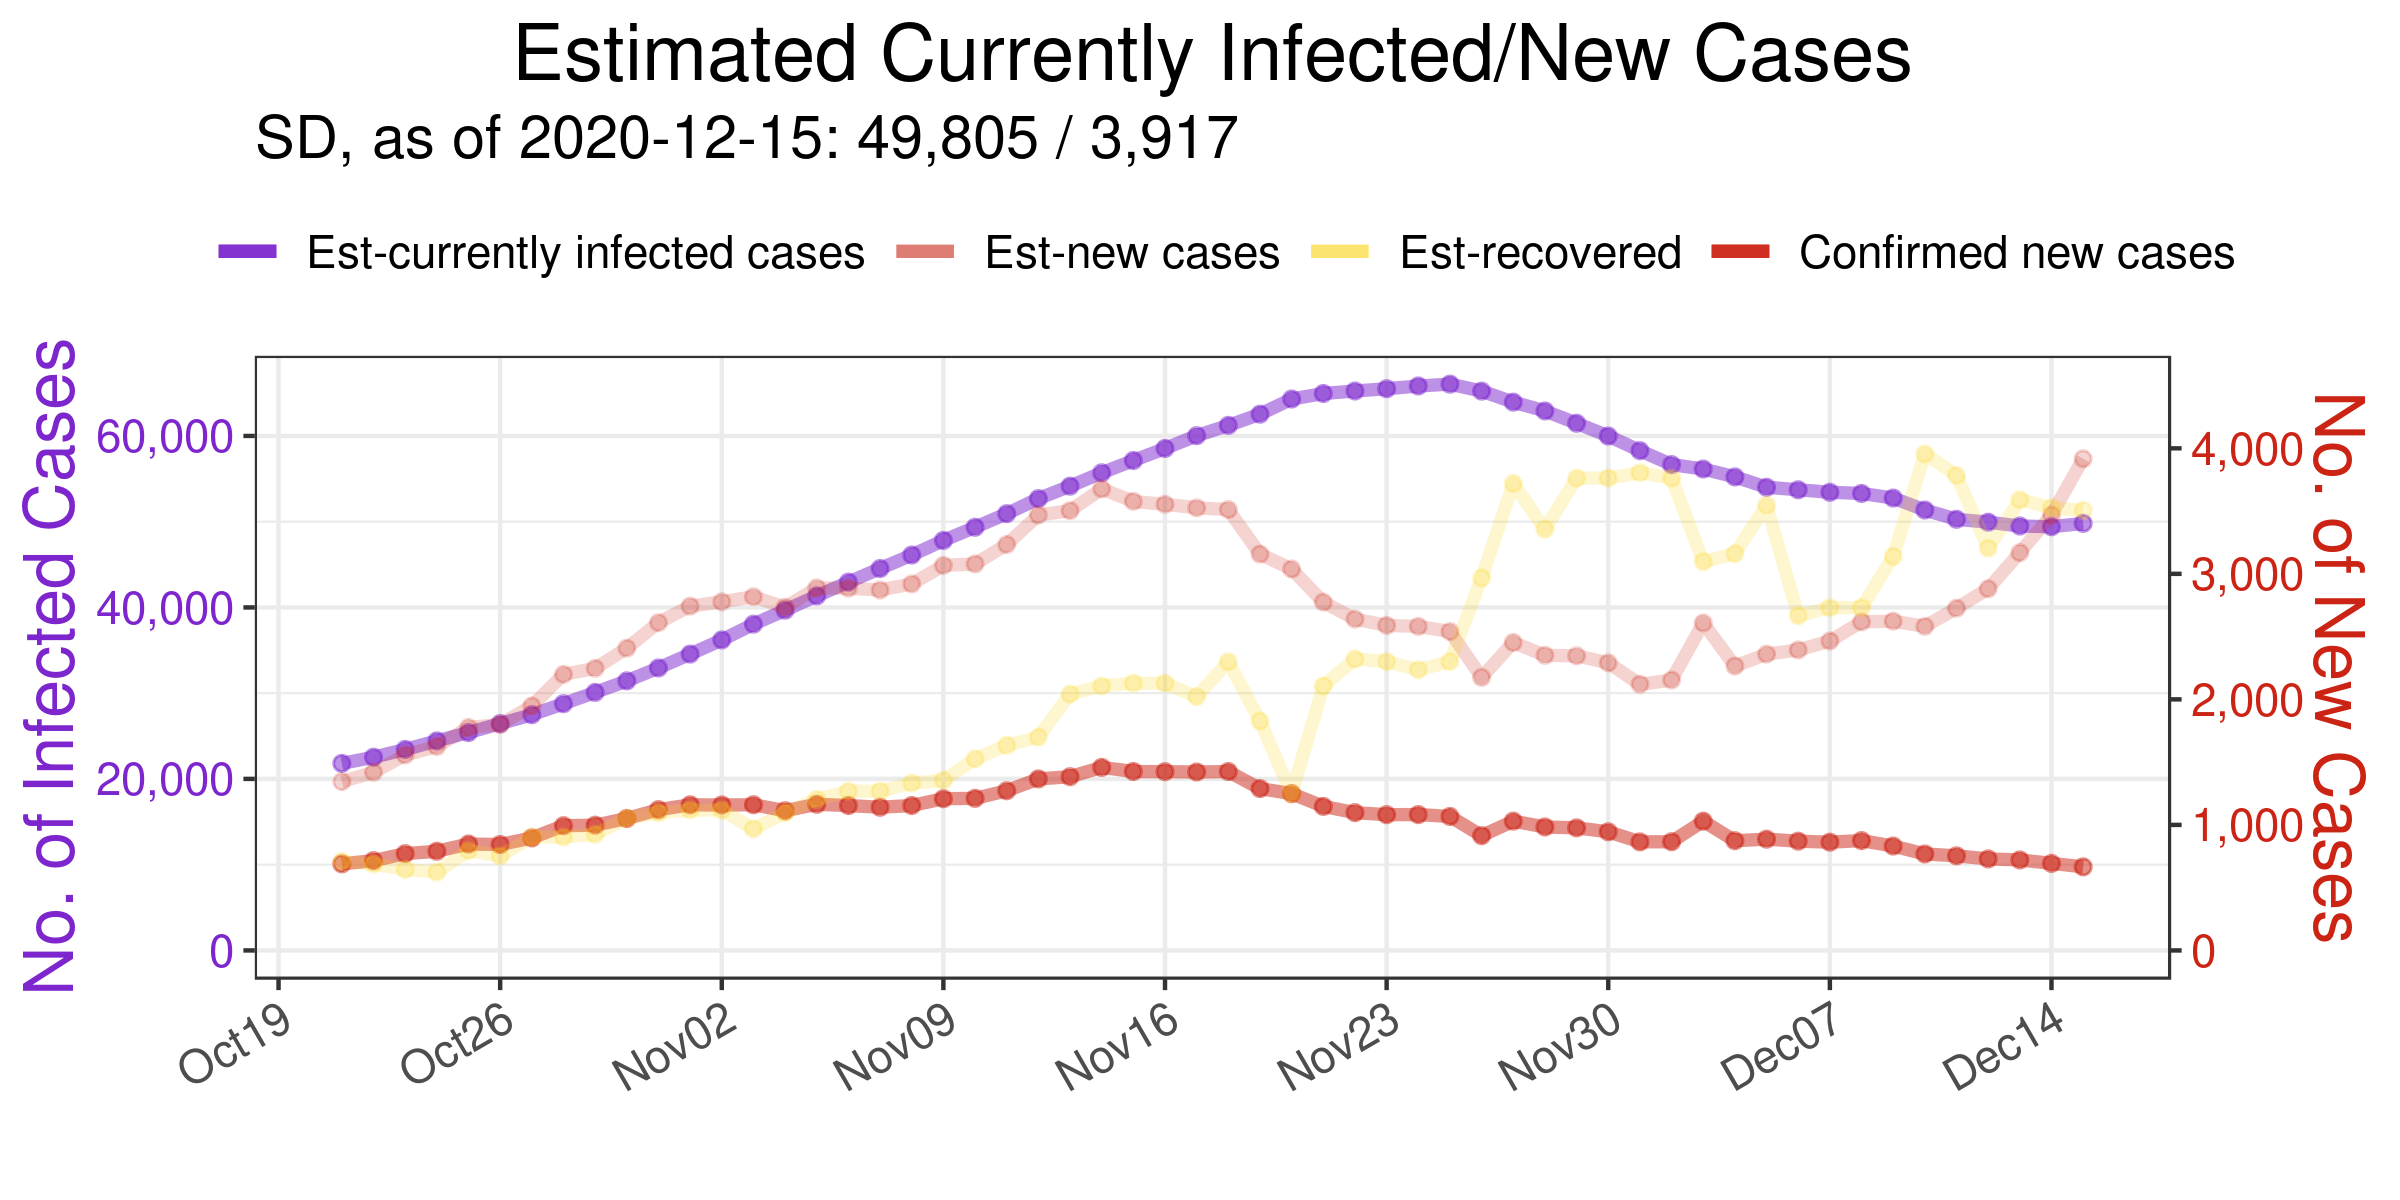 Estimated Currently Infected/New Cases
SD, as of 2020-12-15: 49,805 / 3,917
Est-currently infected cases
Est-new cases
Est-recovered
Confirmed new cases
No. of Infected Cases
60,000
40,000
20,000
0
No. of New Cases
4,000
3,000
2,000
1,000
0
Oct19
Oct26
Nov02
Nov09
Nov16
Nov23
Nov30
Dec07
Dec14